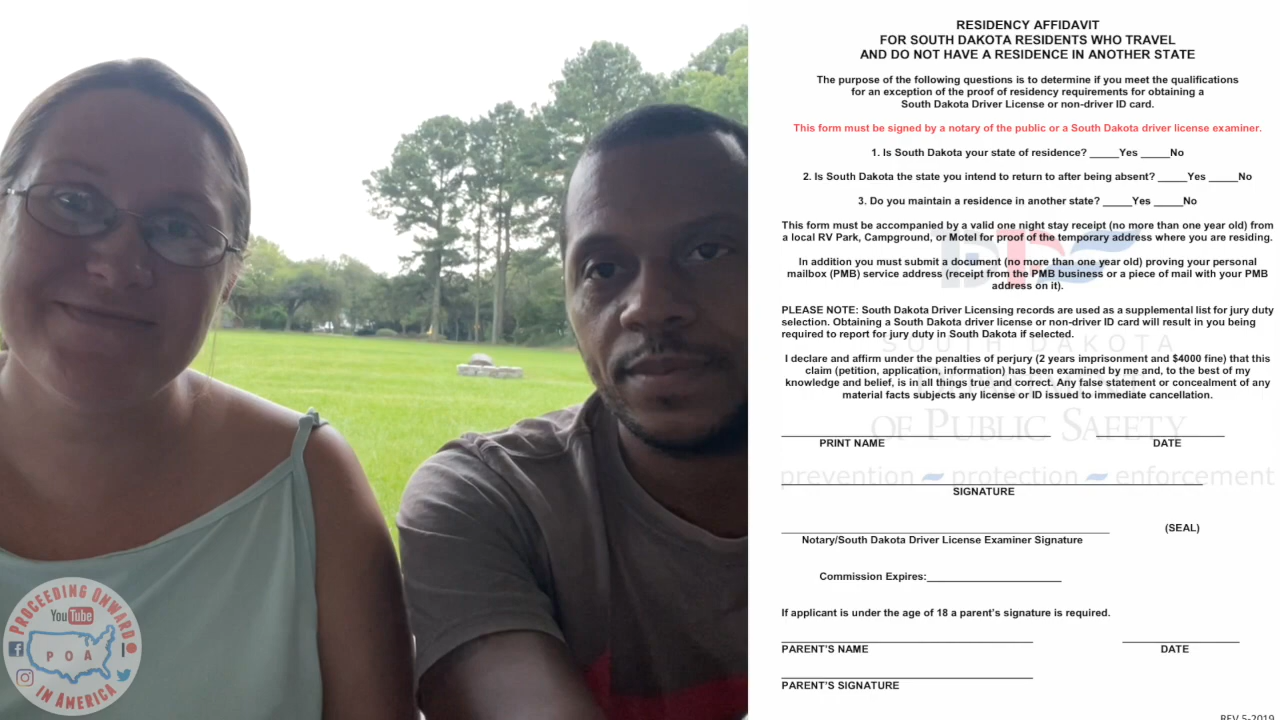 RESIDENCY AFFIDAVIT
FOR SOUTH DAKOTA RESIDENTS WHO TRAVEL
AND DO NOT HAVE A RESIDENCE IN ANOTHER STATE
The purpose of the following questions is to determine if you meet the qualifications
for an exception of the proof of residency requirements for obtaining a
South Dakota Driver License or non-driver ID card.
This form must be signed by a notary of the public or a South Dakota driver license examiner.
1. Is South Dakota your state of residence? _____Yes _____No
2. Is South Dakota the state you intend to return to after being absent? _____Yes _____No
3. Do you maintain a residence in another state? _____Yes _____No
This form must be accompanied by a valid one night stay receipt (no more than one year old) from
a local RV Park, Campground, or Motel for proof of the temporary address where you are residing.
In addition you must submit a document (no more than one year old) proving your personal
mailbox (PMB) service address (receipt from the PMB business or a piece of mail with your PMB
address on it).
PLEASE NOTE: South Dakota Driver Licensing records are used as a supplemental list for jury duty
selection. Obtaining a South Dakota driver license or non-driver ID card will result in you being
required to report for jury duty in South Dakota if selected.
SOUTH DAKOTA
I declare and affirm under the penalties of perjury (2 years imprisonment and $4000 fine) that this
claim (petition, application, information) has been examined by me and, to the best of my
knowledge and belief, is in all things true and correct. Any false statement or concealment of any
material facts subjects any license or ID issued to immediate cancellation.
OF PUBLIC SAFETY
PRINT NAME DATE
prevention ~ protection ~ enforcement
SIGNATURE
(SEAL)
Notary/South Dakota Driver License Examiner Signature
Commission Expires:
If applicant is under the age of 18 a parent's signature is required.
PARENT'S NAME DATE
PARENT'S SIGNATURE
REV 5-2019
PROCEEDING ONWARD
YouTube
P O A
IN AMERICA